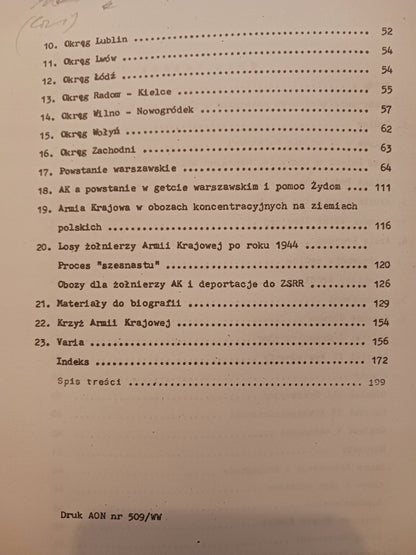 10. Okręg Lublin ........ 52
11. Okręg Lwów ........ 54
12. Okręg Łódź ........ 54
13. Okręg Radom - Kielce ........ 55
14. Okręg Wilno - Nowogródek ........ 57
15. Okręg Wołyń ........ 62
16. Okręg Zachodni ........ 63
17. Powstanie warszawskie ........ 64
18. AK a powstanie w getcie warszawskim i pomoc Żydom .... 111
19. Armia Krajowa w obozach koncentracyjnych na ziemiach
polskich ........ 116
20. Losy żołnierzy Armii Krajowej po roku 1944 .
Proces "szesnastu" ........ 120
Obozy dla żołnierzy AK i deportacje do ZSRR ........ 126
21. Materiały do biografii ........ 129
22. Krzyż Armii Krajowej ........ 154
23. Varia ........ 156
Indeks ........ 172
Spis treści ........ 199
Druk AON nr 509/WW